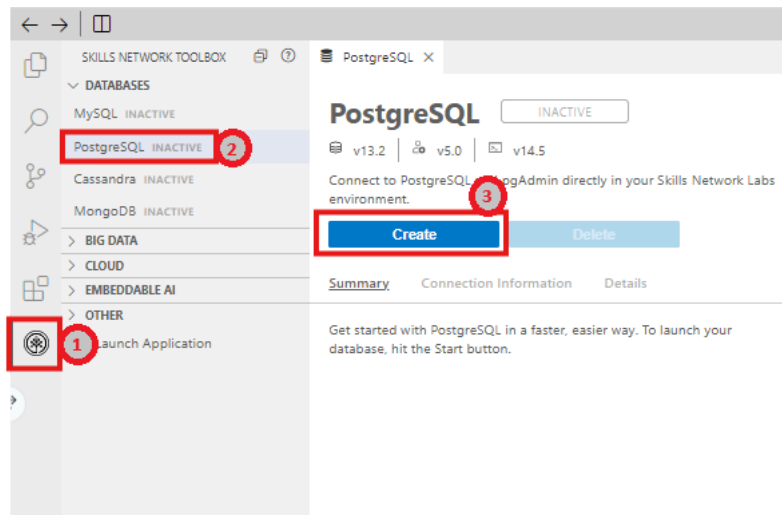 SKILLS NETWORK TOOLBOX
DATABASES
MySQL INACTIVE
PostgreSQL INACTIVE
2
Cassandra INACTIVE
MongoDB INACTIVE
BIG DATA
CLOUD
EMBEDDABLE AI
OTHER
1
Launch Application
PostgreSQL
PostgreSQL INACTIVE
v13.2 v5.0 v14.5
Connect to PostgreSQL pgAdmin directly in your Skills Network Labs
environment.
3
Create Delete
Summary Connection Information Details
Get started with PostgreSQL in a faster, easier way. To launch your
database, hit the Start button.